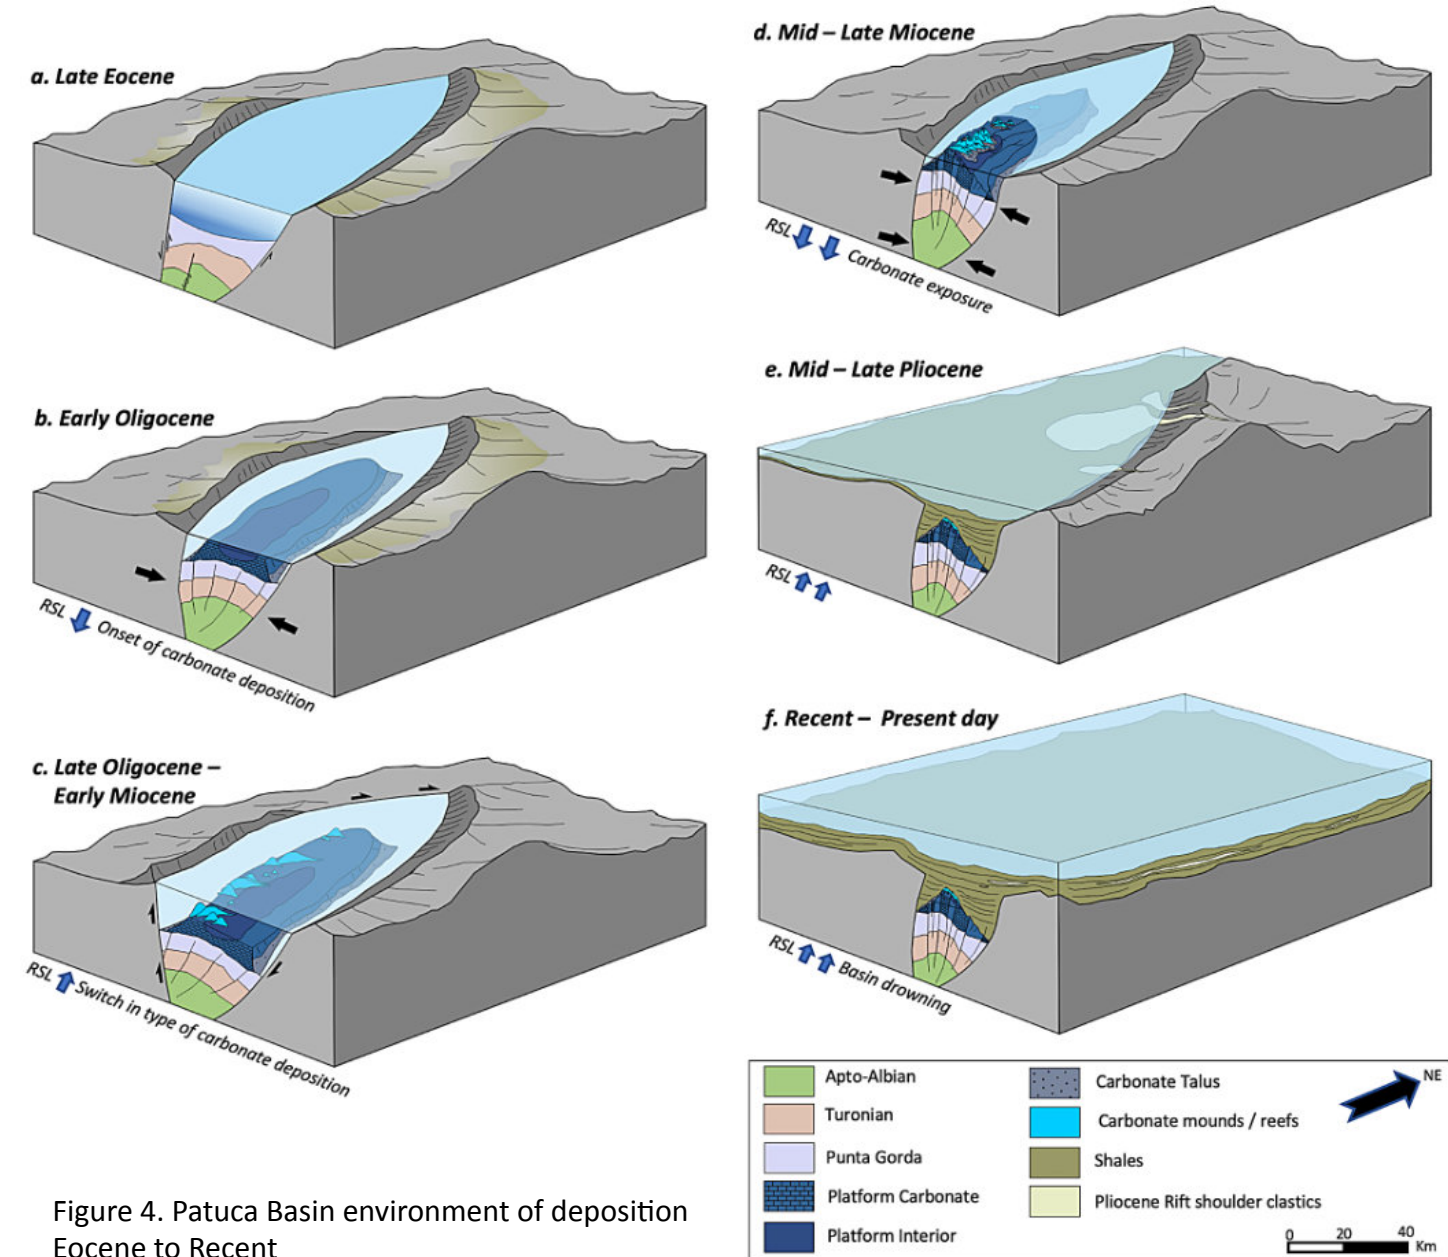 a. Late Eocene
b. Early Oligocene
RSL Onset of carbonate deposition
c. Late Oligocene –
Early Miocene
RSL Switch in type of carbonate deposition
d. Mid – Late Miocene
RSL Carbonate exposure
e. Mid – Late Pliocene
RSL
f. Recent – Present day
RSL Basin drowning
Apto-Albian
Turonian
Punta Gorda
Platform Carbonate
Platform Interior
Carbonate Talus
Carbonate mounds / reefs
Shales
Pliocene Rift shoulder clastics
NE
0 20 40
Km
Figure 4. Patuca Basin environment of deposition
Eocene to Recent